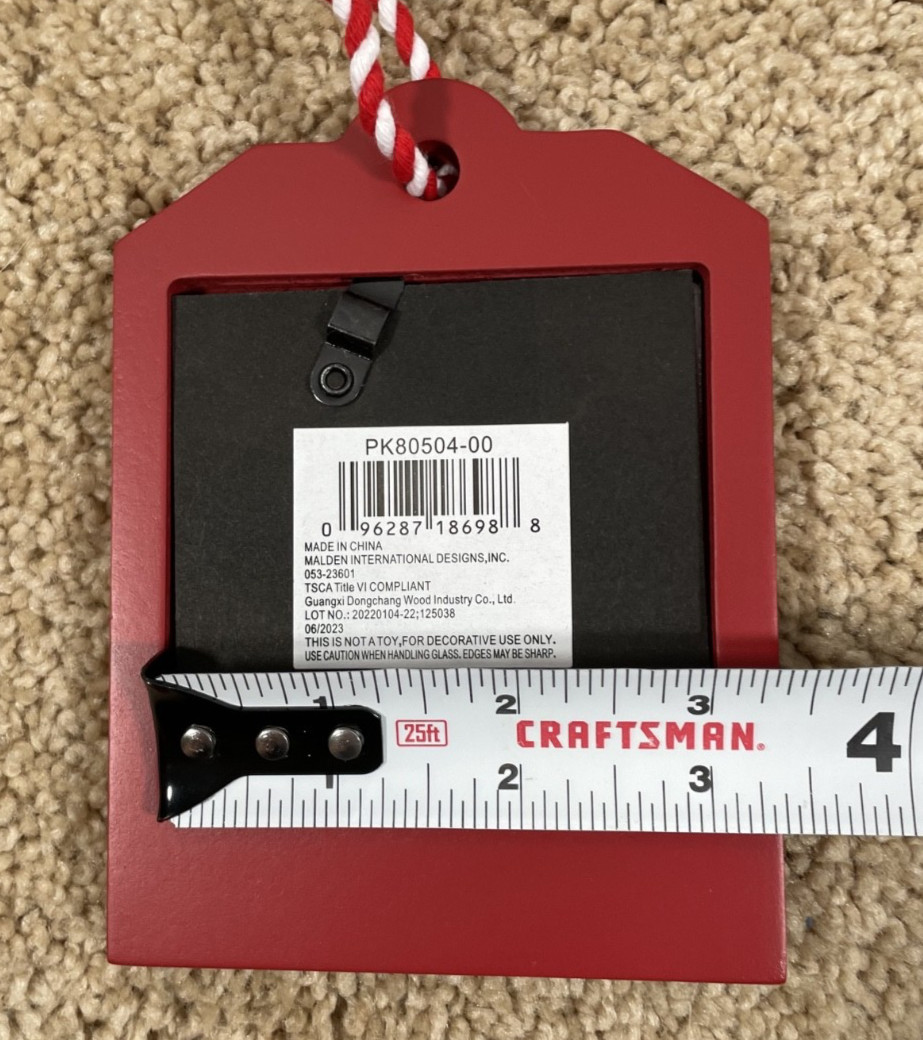 PK80504-00
0 96287 18698 8
MADE IN CHINA
MALDEN INTERNATIONAL DESIGNS,INC.
053-23601
TSCA Title VI COMPLIANT
Guangxi Dongchang Wood Industry Co., Ltd.
LOT NO.: 20220104-22;125038
06/2023
THIS IS NOT A TOY,FOR DECORATIVE USE ONLY.
USE CAUTION WHEN HANDLING GLASS. EDGES MAY BE SHARP.
1 2 3
25ft CRAFTSMAN® 4
1 2 3